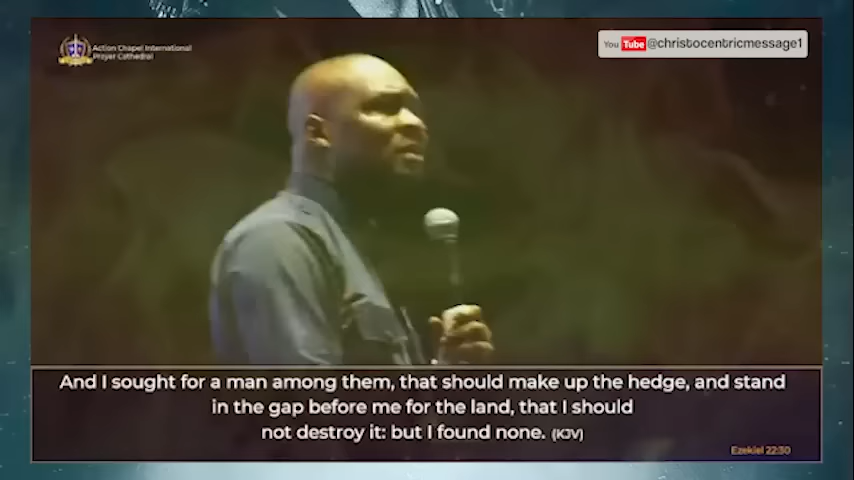 Action Chapel International
Prayer Cathedral
You Tube @christocentricmessage1
And I sought for a man among them, that should make up the hedge, and stand
in the gap before me for the land, that I should
not destroy it: but I found none. (KJV)
Ezekiel 22:30